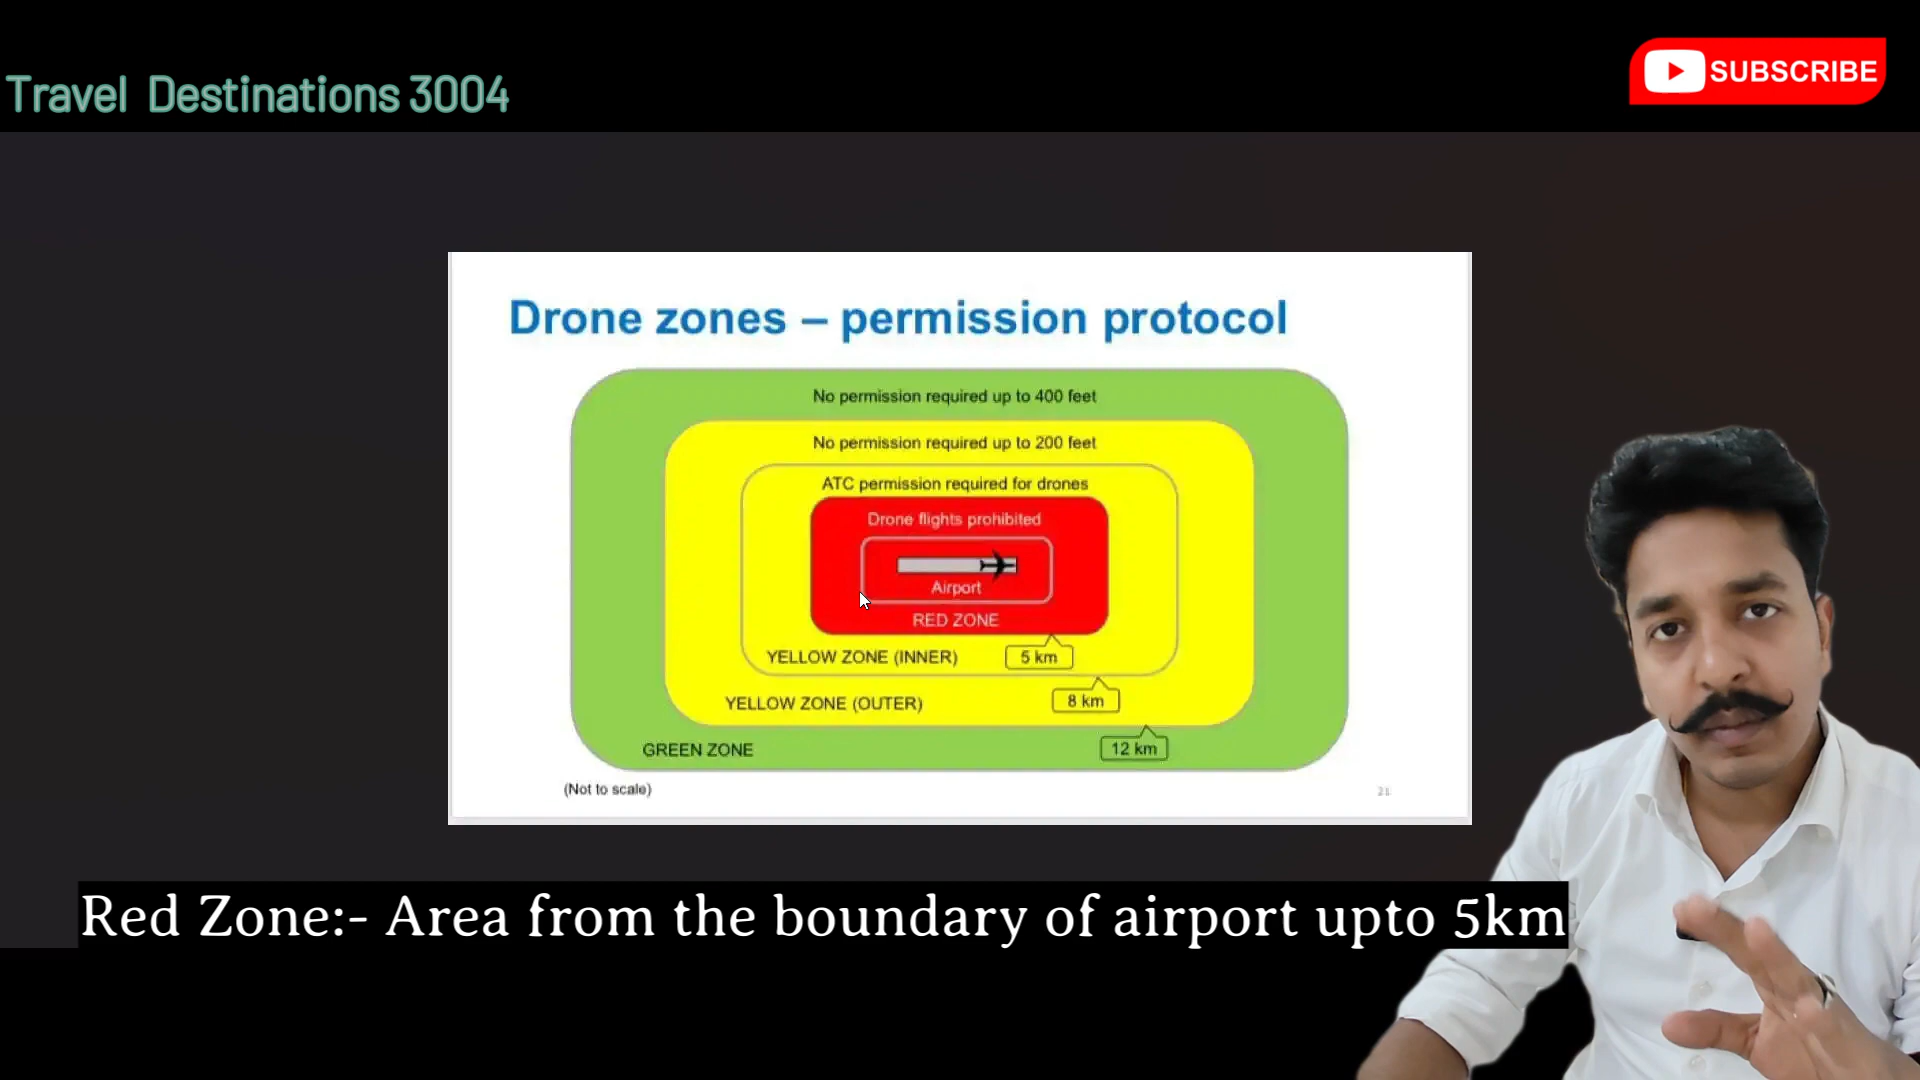 Travel Destinations 3004
SUBSCRIBE
Drone zones – permission protocol
No permission required up to 400 feet
No permission required up to 200 feet
ATC permission required for drones
Drone flights prohibited
Airport
RED ZONE
YELLOW ZONE (INNER)
5 km
YELLOW ZONE (OUTER)
8 km
GREEN ZONE
12 km
(Not to scale)
21
Red Zone:- Area from the boundary of airport upto 5km